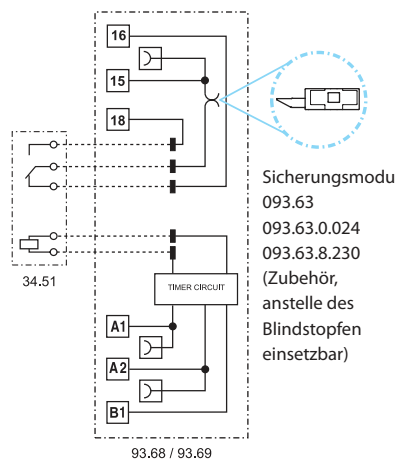 16
15
18
34.51
TIMER CIRCUIT
A1
A2
B1
93.68 / 93.69
Sicherungsmodu
093.63
093.63.0.024
093.63.8.230
(Zubehör,
anstelle des
Blindstopfen
einsetzbar)